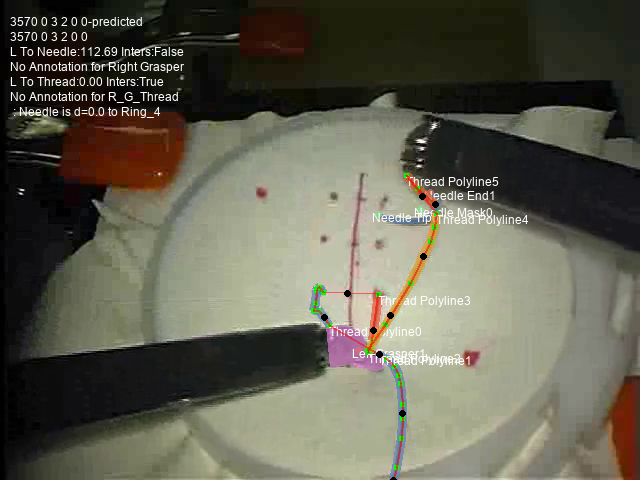 3570 0 3 2 0 0-predicted
3570 0 3 2 0 0
L To Needle:112.69 Inters:False
No Annotation for Right Grasper
L To Thread:0.00 Inters:True
No Annotation for R_G_Thread
: Needle is d=0.0 to Ring_4
Thread Polyline5
Needle End1
Needle Mask0
Needle Tip
Thread Polyline4
Thread Polyline3
Thread Polyline0
Thread Polyline1